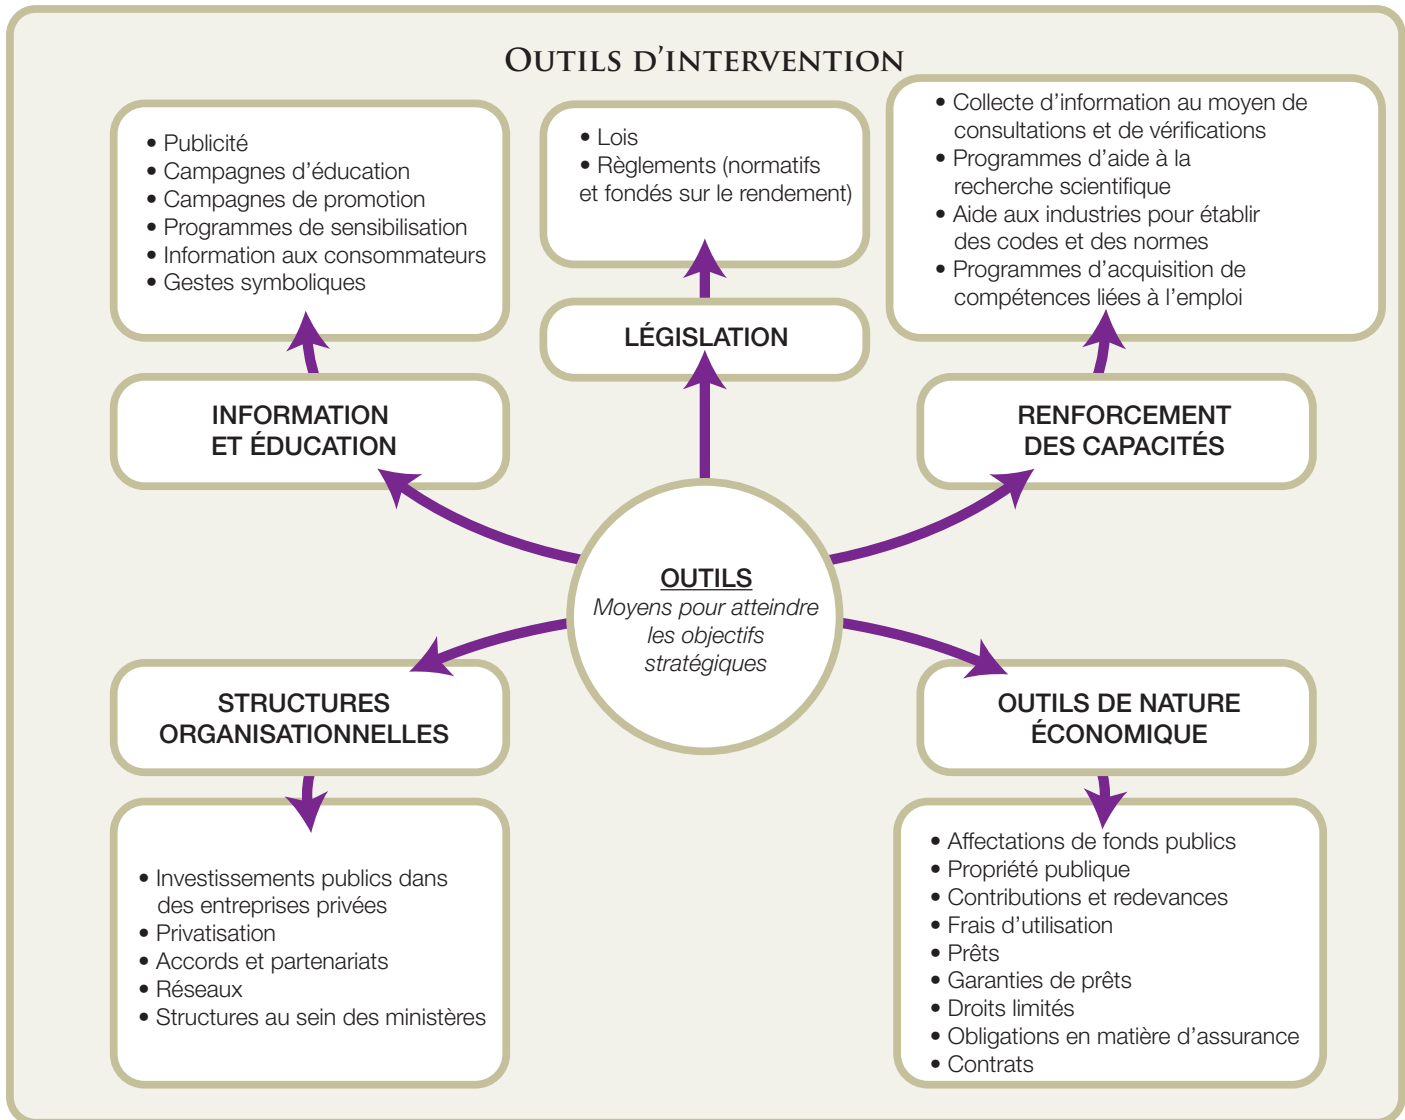 OUTILS D’INTERVENTION
• Publicité
• Campagnes d’éducation
• Campagnes de promotion
• Programmes de sensibilisation
• Information aux consommateurs
• Gestes symboliques
INFORMATION
ET ÉDUCATION
• Lois
• Règlements (normatifs
et fondés sur le rendement)
LÉGISLATION
• Collecte d’information au moyen de
consultations et de vérifications
• Programmes d’aide à la
recherche scientifique
• Aide aux industries pour établir
des codes et des normes
• Programmes d’acquisition de
compétences liées à l’emploi
RENFORCEMENT
DES CAPACITÉS
OUTILS
Moyens pour atteindre
les objectifs
stratégiques
STRUCTURES
ORGANISATIONNELLES
• Investissements publics dans
des entreprises privées
• Privatisation
• Accords et partenariats
• Réseaux
• Structures au sein des ministères
OUTILS DE NATURE
ÉCONOMIQUE
• Affectations de fonds publics
• Propriété publique
• Contributions et redevances
• Frais d’utilisation
• Prêts
• Garanties de prêts
• Droits limités
• Obligations en matière d’assurance
• Contrats